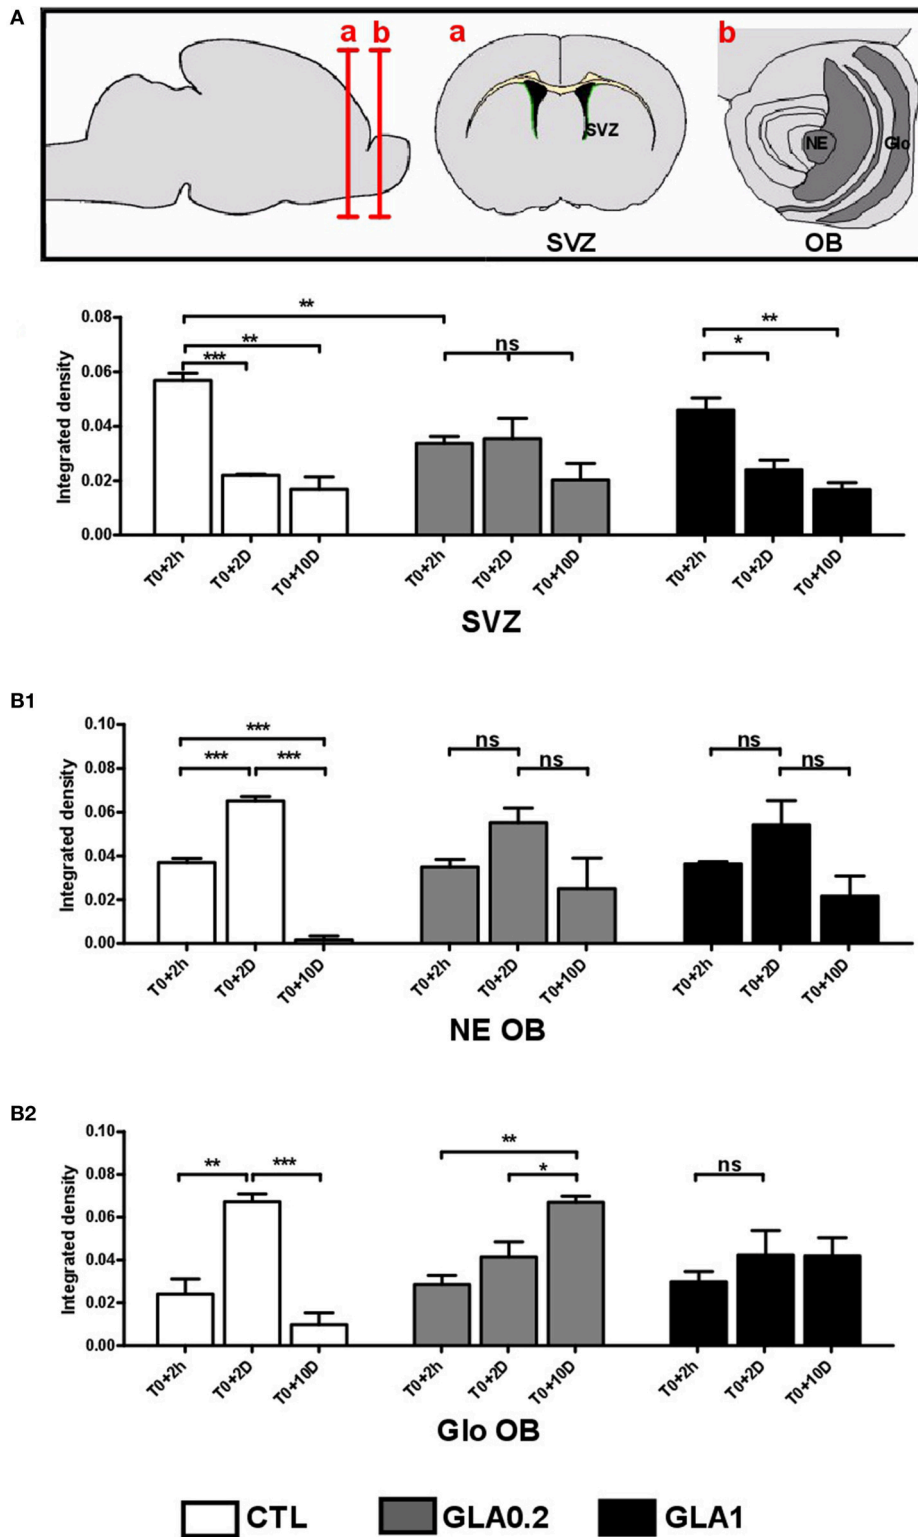 A
a b
a
SVZ
SVZ
b
NE
Glo
OB
**
**
***
ns
**
*
Integrated density
0.08
0.06
0.04
0.02
0.00
T0+2h T0+2D T0+10D T0+2h T0+2D T0+10D T0+2h T0+2D T0+10D
SVZ
B1
***
*** ***
ns
ns
ns
ns
Integrated density
0.10
0.08
0.06
0.04
0.02
0.00
T0+2h T0+2D T0+10D T0+2h T0+2D T0+10D T0+2h T0+2D T0+10D
NE OB
B2
** ***
**
*
ns
Integrated density
0.10
0.08
0.06
0.04
0.02
0.00
T0+2h T0+2D T0+10D T0+2h T0+2D T0+10D T0+2h T0+2D T0+10D
Glo OB
CTL GLA0.2 GLA1